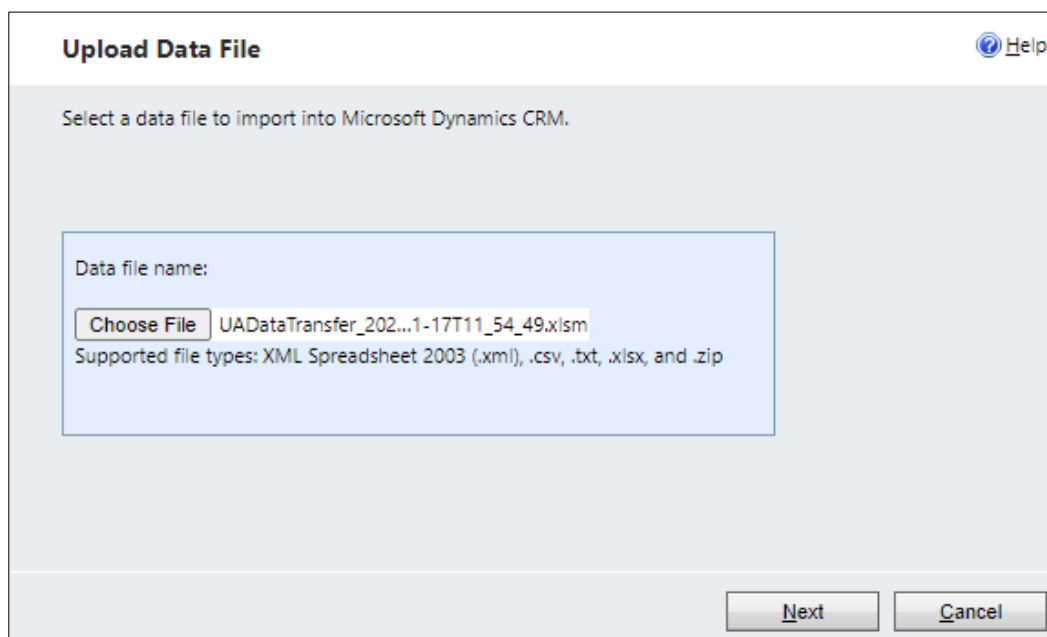 Upload Data File
Help
Select a data file to import into Microsoft Dynamics CRM.
Data file name:
Choose File UADataTransfer_202...1-17T11_54_49.xlsm
Supported file types: XML Spreadsheet 2003 (.xml), .csv, .txt, .xlsx, and .zip
Next Cancel